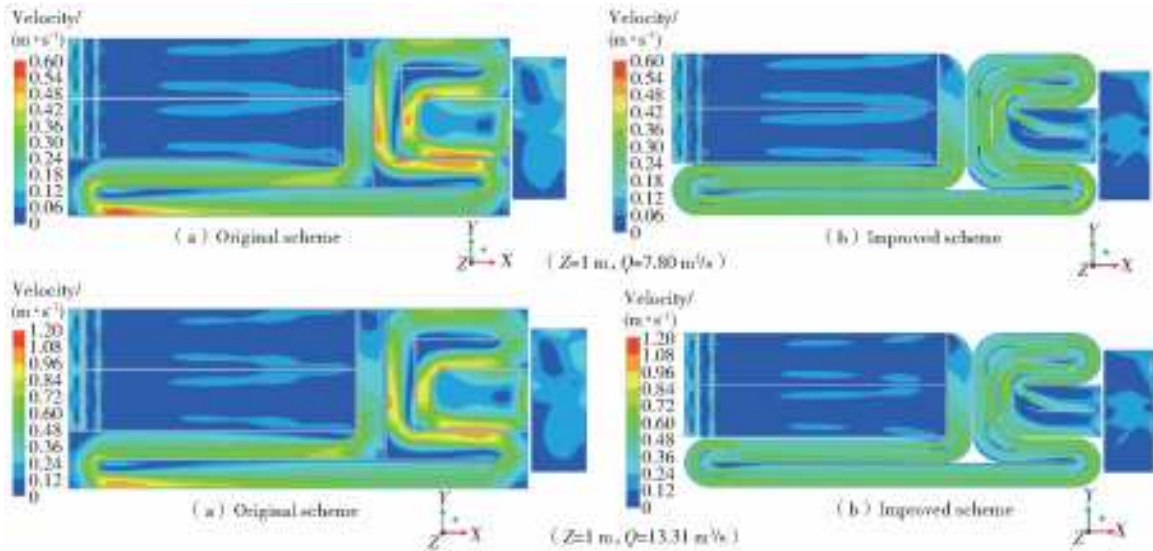 Velocity/
(m·s⁻¹)
0.60
0.54
0.48
0.42
0.36
0.30
0.24
0.18
0.12
0.06
0
(a) Original scheme
Y
Z
X
Velocity/
(m·s⁻¹)
0.60
0.54
0.48
0.42
0.36
0.30
0.24
0.18
0.12
0.06
0
(b) Improved scheme
Y
Z
X
(Z=1 m, Q=7.80 m³/s)
Velocity/
(m·s⁻¹)
1.20
1.08
0.96
0.84
0.72
0.60
0.48
0.36
0.24
0.12
0
(a) Original scheme
Y
Z
X
Velocity/
(m·s⁻¹)
1.20
1.08
0.96
0.84
0.72
0.60
0.48
0.36
0.24
0.12
0
(b) Improved scheme
Y
Z
X
(Z=1 m, Q=13.31 m³/s)